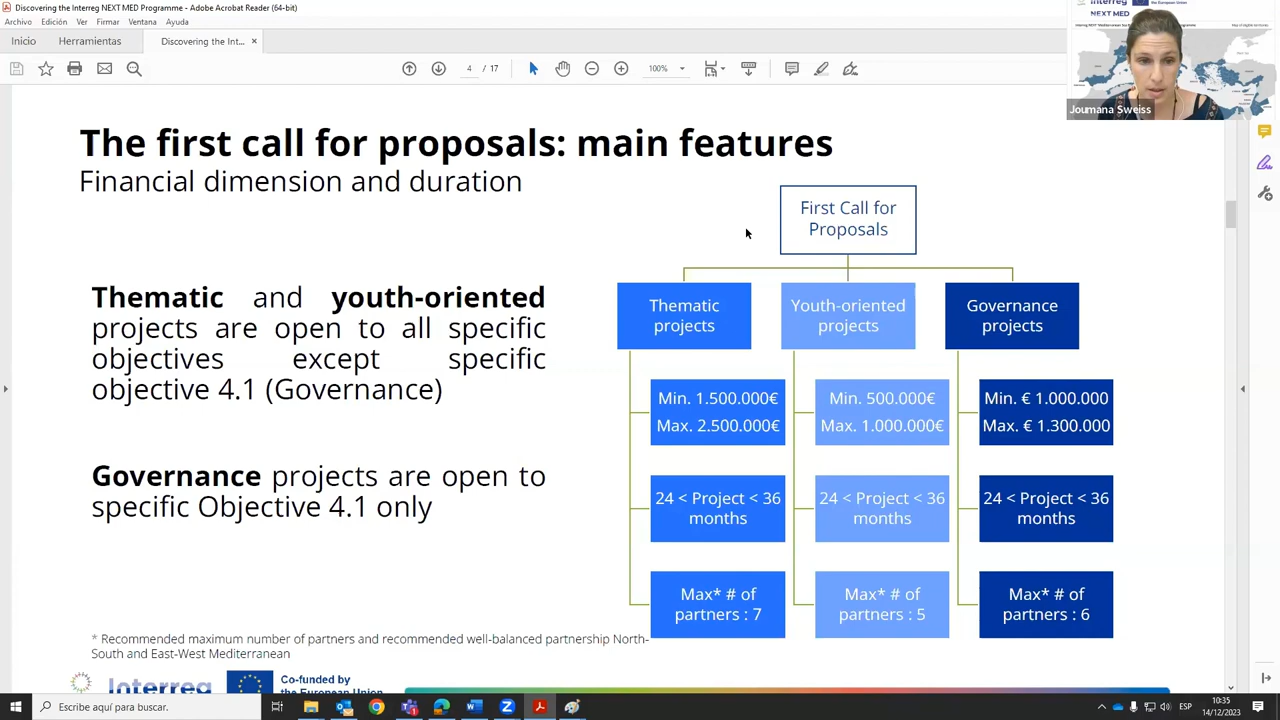 Discovering the Interreg NEXT MED Programme - Adobe Acrobat Reader (64-bit)
Archivo Edición Ver Firmar Ventana Ayuda
Inicio Herramientas Discovering the Int... ×
/ 17 100%
the European Union
NEXT MED
Joumana Sweiss
The first call for proposals: main features
Financial dimension and duration
Thematic and youth-oriented
projects are open to all specific
objectives except specific
objective 4.1 (Governance)
Governance projects are open to
specific Objective 4.1 only
First Call for
Proposals
Thematic
projects
Min. 1.500.000€
Max. 2.500.000€
24 < Project < 36
months
Max* # of
partners : 7
Youth-oriented
projects
Min. 500.000€
Max. 1.000.000€
24 < Project < 36
months
Max* # of
partners : 5
Governance
projects
Min. € 1.000.000
Max. € 1.300.000
24 < Project < 36
months
Max* # of
partners : 6
* Recommended maximum number of partners and recommended well-balanced partnership North-
South and East-West Mediterranean
Interreg
Co-funded by
the European Union
Escribe aquí para buscar.
ESP
10:35
14/12/2023